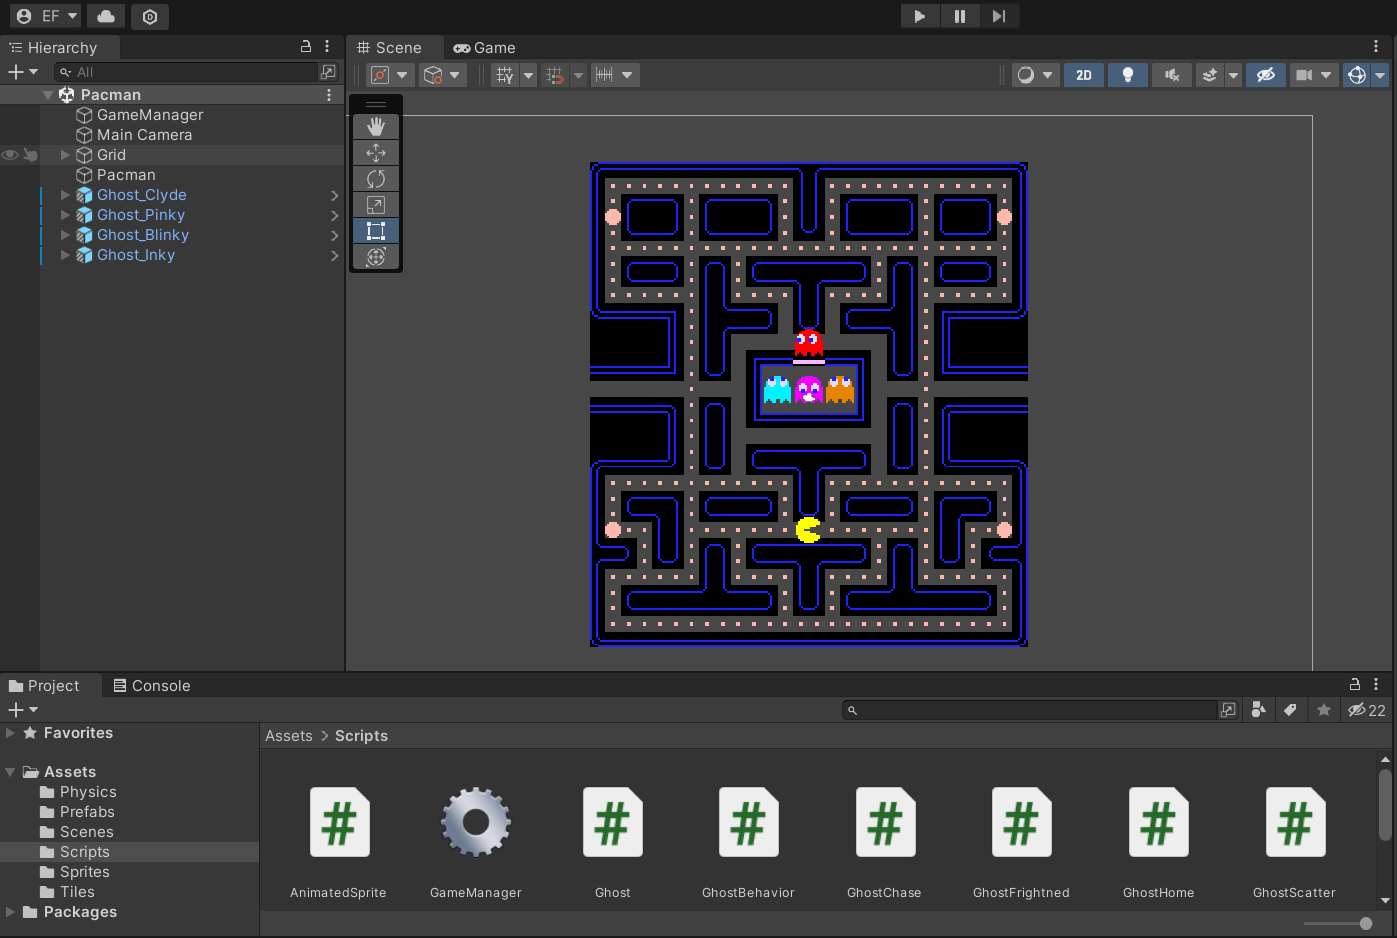 EF
Hierarchy
All
Pacman
GameManager
Main Camera
Grid
Pacman
Ghost_Clyde
Ghost_Pinky
Ghost_Blinky
Ghost_Inky
Scene
Game
2D
Project
Console
22
Favorites
Assets
Physics
Prefabs
Scenes
Scripts
Sprites
Tiles
Packages
Assets > Scripts
AnimatedSprite
GameManager
Ghost
GhostBehavior
GhostChase
GhostFrightned
GhostHome
GhostScatter